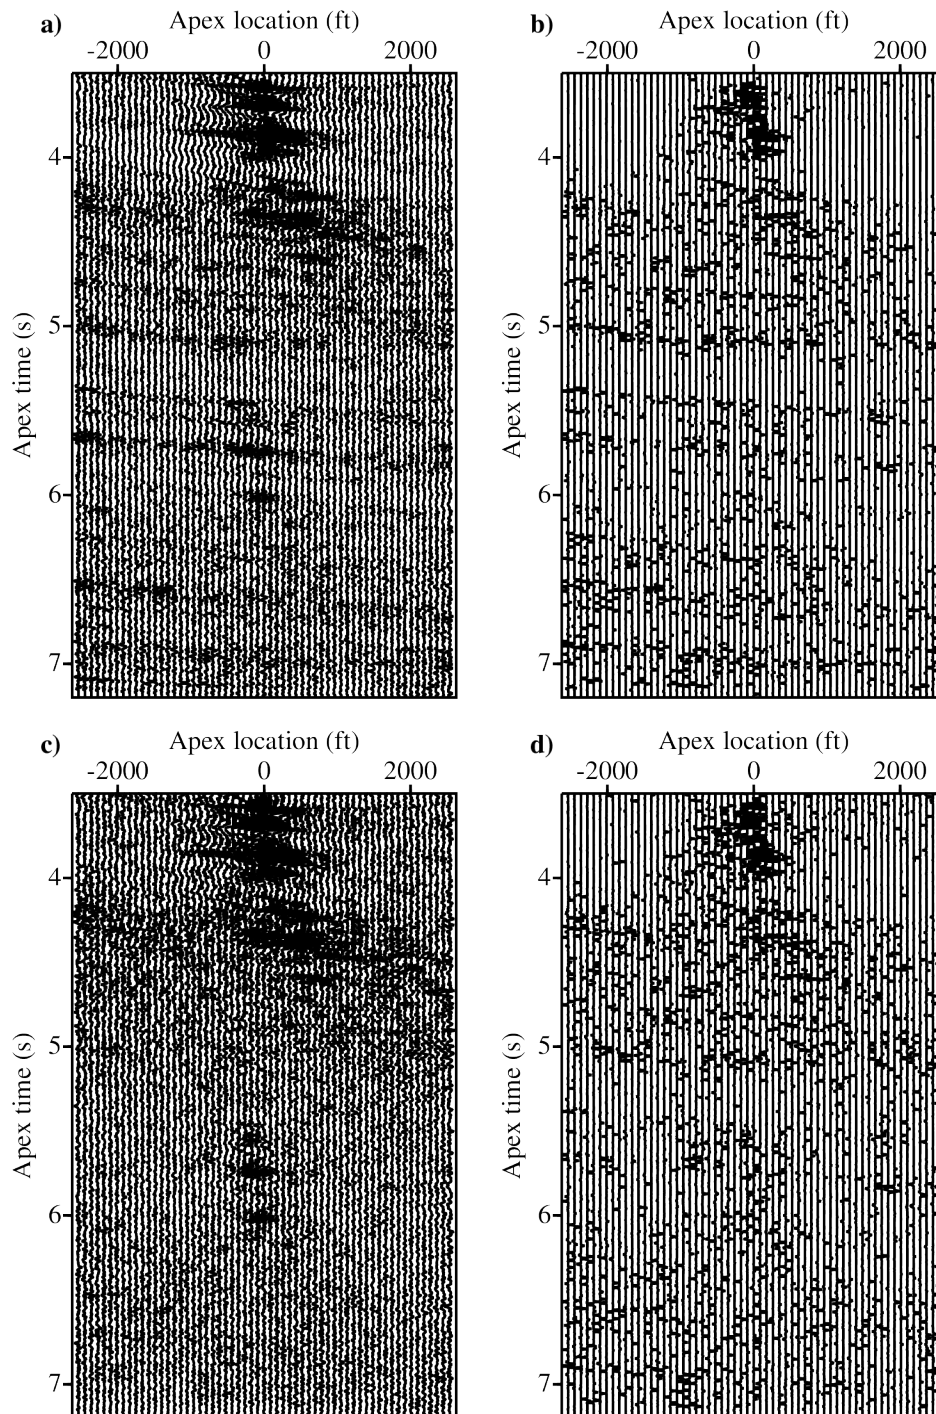 a) Apex location (ft)
-2000 0 2000
4
5
6
7
Apex time (s)
b) Apex location (ft)
-2000 0 2000
4
5
6
7
Apex time (s)
c) Apex location (ft)
-2000 0 2000
4
5
6
7
Apex time (s)
d) Apex location (ft)
-2000 0 2000
4
5
6
7
Apex time (s)